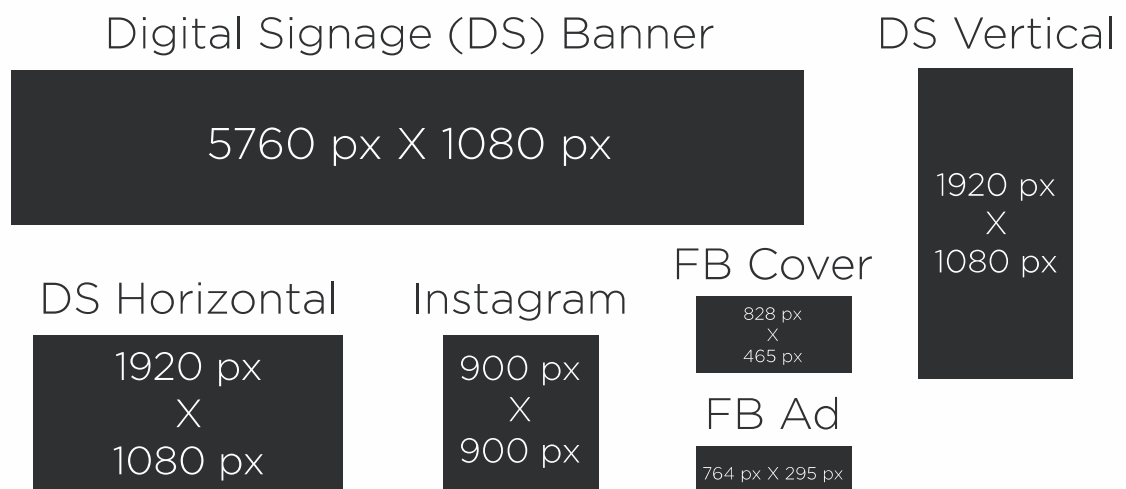 Digital Signage (DS) Banner
5760 px X 1080 px
DS Vertical
1920 px
X
1080 px
DS Horizontal
1920 px
X
1080 px
Instagram
900 px
X
900 px
FB Cover
828 px
X
465 px
FB Ad
764 px X 295 px